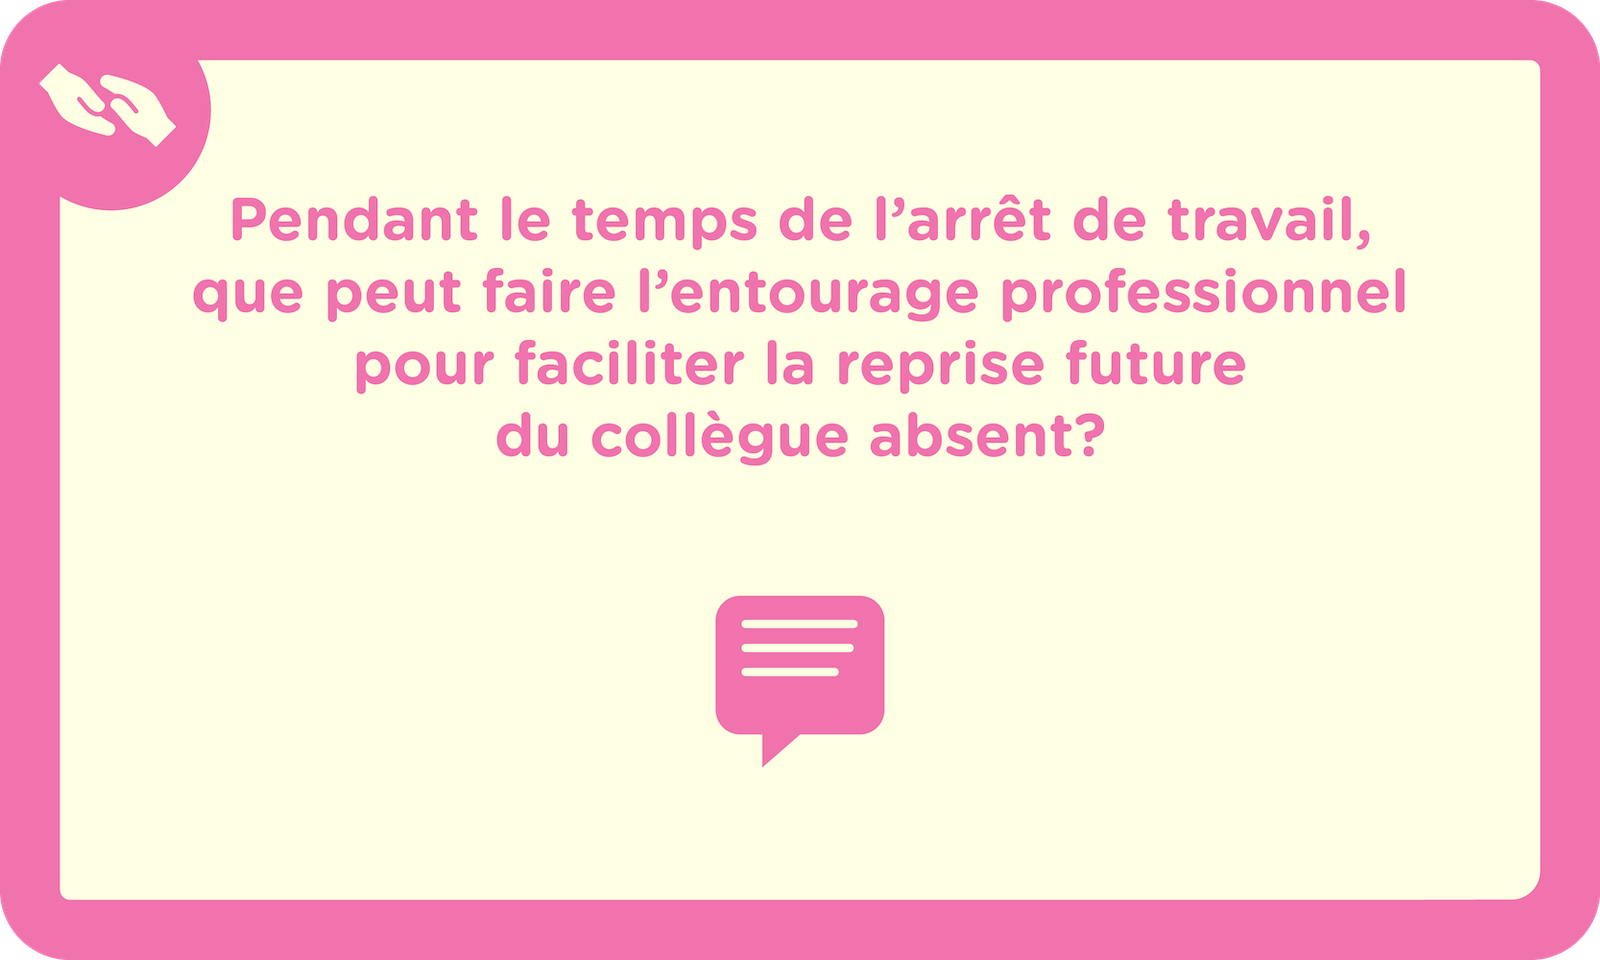 Pendant le temps de l’arrêt de travail,
que peut faire l’entourage professionnel
pour faciliter la reprise future
du collègue absent?